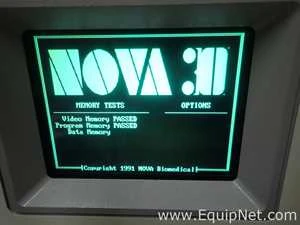 NOVA 3D
MEMORY TESTS
OPTIONS
Video Memory PASSED
Program Memory PASSED
Data Memory
Copyright 1991 NOVA Biomedical
www.EquipNet.com